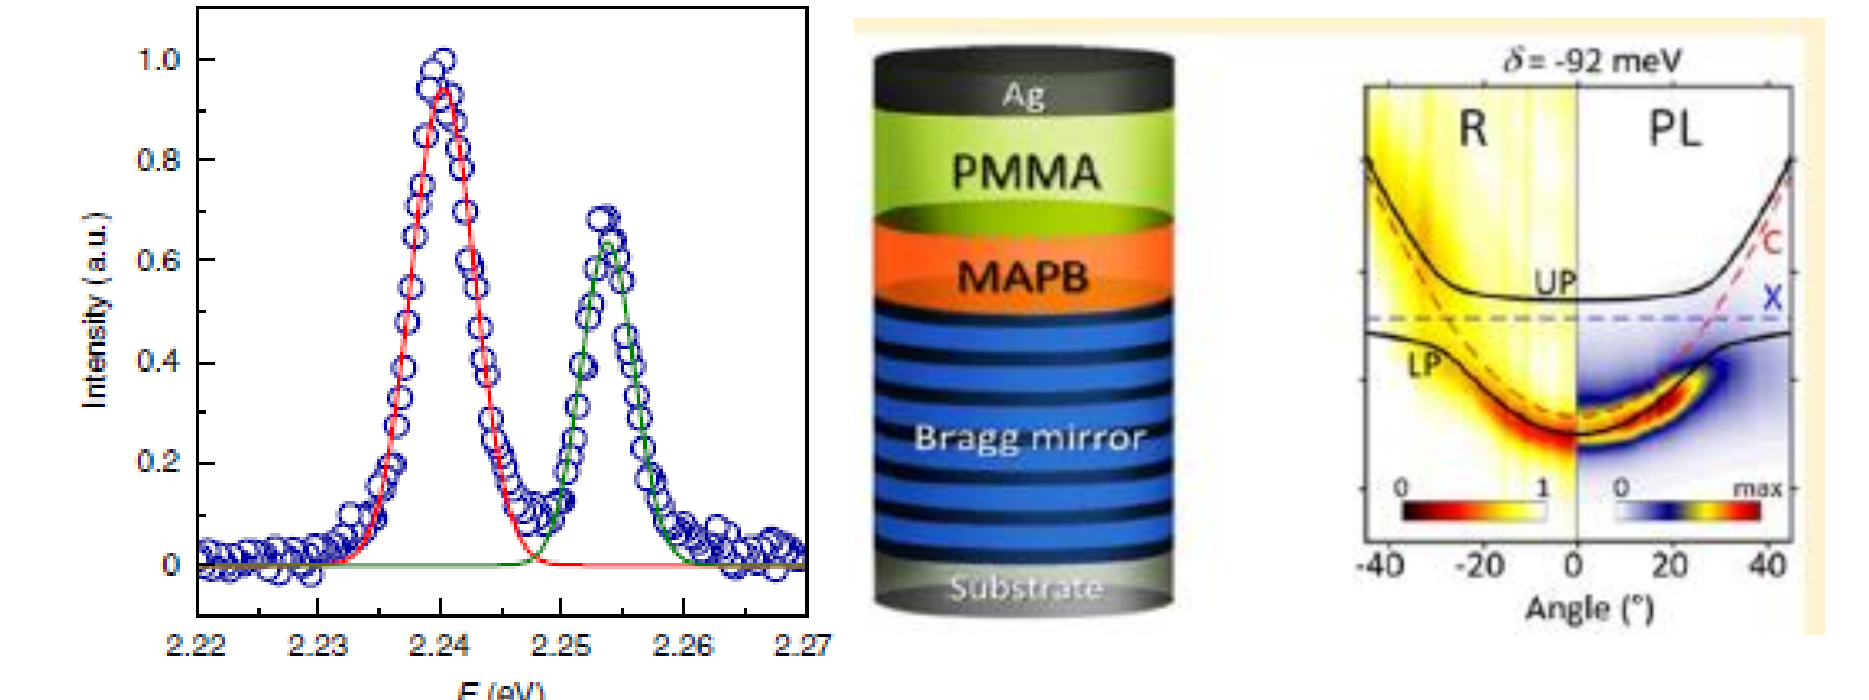 1.0
0.8
0.6
0.4
0.2
0
Intensity (a.u.)
2.22 2.23 2.24 2.25 2.26 2.27
E (eV)
Ag
PMMA
MAPB
Bragg mirror
Substrate
δ = -92 meV
R PL
C
UP X
LP
0 1 0 max
-40 -20 0 20 40
Angle (°)